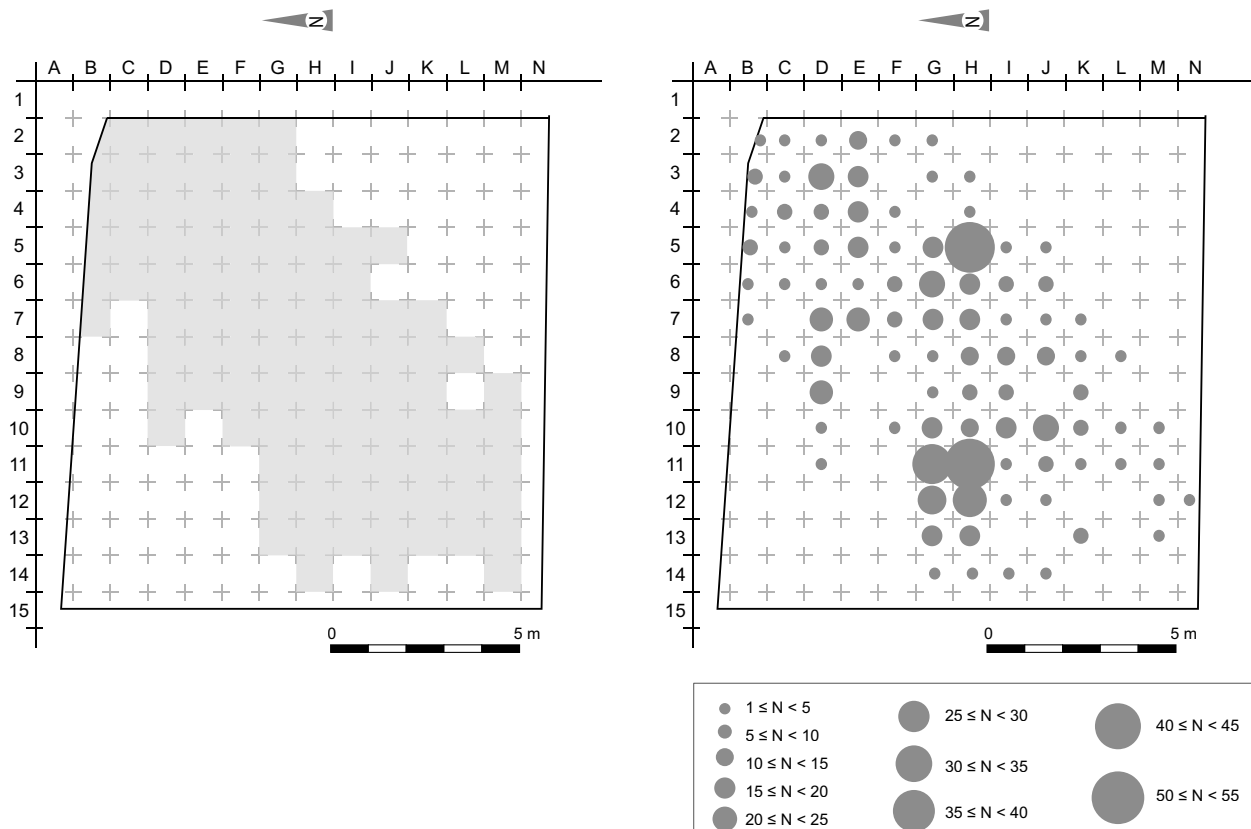 N
A B C D E F G H I J K L M N
1
2
3
4
5
6
7
8
9
10
11
12
13
14
15
0 5 m
N
A B C D E F G H I J K L M N
1
2
3
4
5
6
7
8
9
10
11
12
13
14
15
0 5 m
1 ≤ N < 5
5 ≤ N < 10
10 ≤ N < 15
15 ≤ N < 20
20 ≤ N < 25
25 ≤ N < 30
30 ≤ N < 35
35 ≤ N < 40
40 ≤ N < 45
50 ≤ N < 55